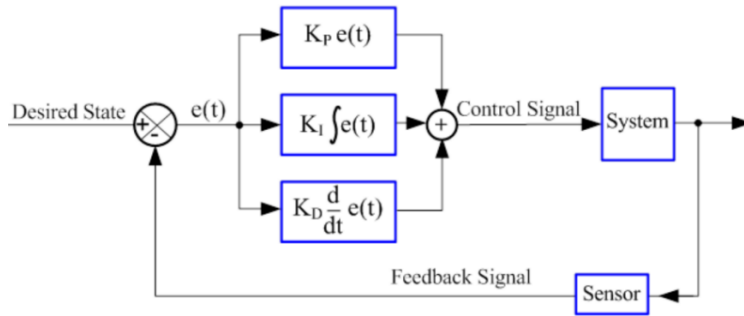 K_P e(t)
Desired State
+
-
e(t)
K_I ∫e(t)
+
Control Signal
System
K_D d/dt e(t)
Feedback Signal
Sensor